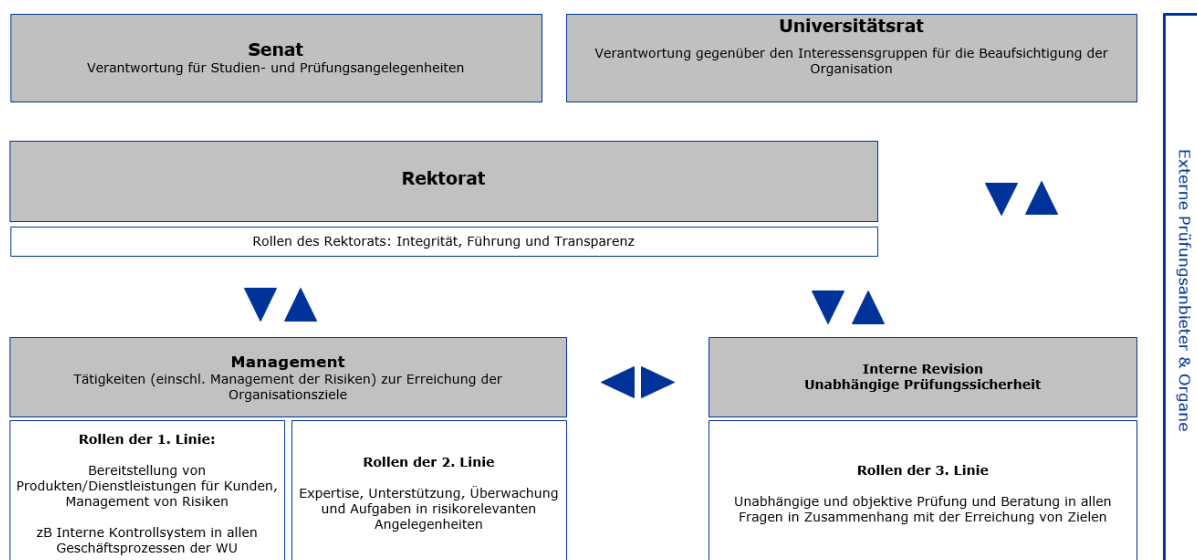 Senat
Verantwortung für Studien- und Prüfungsangelegenheiten
Universitätsrat
Verantwortung gegenüber den Interessensgruppen für die Beaufsichtigung der
Organisation
Rektorat
Rollen des Rektorats: Integrität, Führung und Transparenz
Management
Tätigkeiten (einschl. Management der Risiken) zur Erreichung der
Organisationsziele
Rollen der 1. Linie:
Bereitstellung von
Produkten/Dienstleistungen für Kunden,
Management von Risiken
zB Interne Kontrollsystem in allen
Geschäftsprozessen der WU
Rollen der 2. Linie
Expertise, Unterstützung, Überwachung
und Aufgaben in risikorelevanten
Angelegenheiten
Interne Revision
Unabhängige Prüfungssicherheit
Rollen der 3. Linie
Unabhängige und objektive Prüfung und Beratung in allen
Fragen in Zusammenhang mit der Erreichung von Zielen
Externe Prüfungsanbieter & Organe